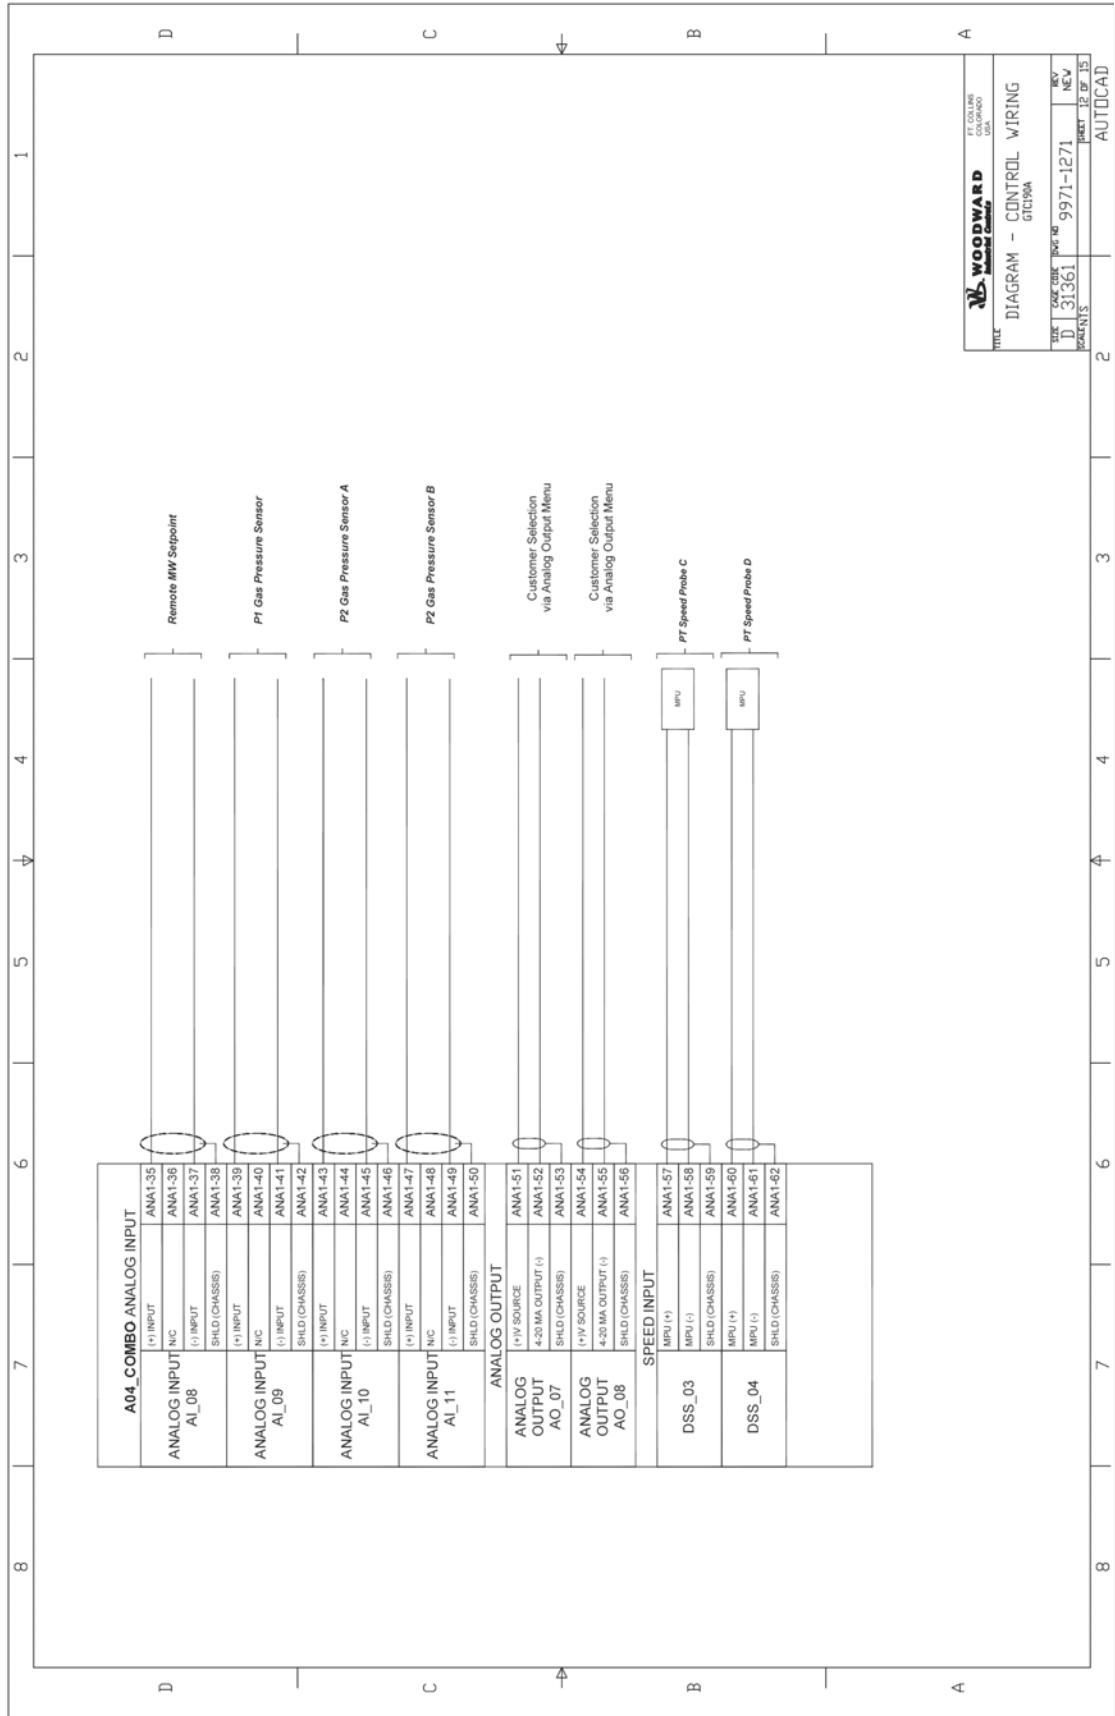 8 7 6 5 4 3 2 1
D
C
B
A
D
C
B
A
A04_COMBO ANALOG INPUT
ANALOG INPUT
AI_08
(+) INPUT ANA1-35
N/C ANA1-36
(-) INPUT ANA1-37
SHLD (CHASSIS) ANA1-38
Remote MW Setpoint
ANALOG INPUT
AI_09
(+) INPUT ANA1-39
N/C ANA1-40
(-) INPUT ANA1-41
SHLD (CHASSIS) ANA1-42
P1 Gas Pressure Sensor
ANALOG INPUT
AI_10
(+) INPUT ANA1-43
N/C ANA1-44
(-) INPUT ANA1-45
SHLD (CHASSIS) ANA1-46
P2 Gas Pressure Sensor A
ANALOG INPUT
AI_11
(+) INPUT ANA1-47
N/C ANA1-48
(-) INPUT ANA1-49
SHLD (CHASSIS) ANA1-50
P2 Gas Pressure Sensor B
ANALOG OUTPUT
ANALOG
OUTPUT
AO_07
(+)V SOURCE ANA1-51
4-20 MA OUTPUT (-) ANA1-52
SHLD (CHASSIS) ANA1-53
Customer Selection
via Analog Output Menu
ANALOG
OUTPUT
AO_08
(+)V SOURCE ANA1-54
4-20 MA OUTPUT (-) ANA1-55
SHLD (CHASSIS) ANA1-56
Customer Selection
via Analog Output Menu
SPEED INPUT
DSS_03
MPU (+) ANA1-57
MPU (-) ANA1-58
SHLD (CHASSIS) ANA1-59
MPU
PT Speed Probe C
DSS_04
MPU (+) ANA1-60
MPU (-) ANA1-61
SHLD (CHASSIS) ANA1-62
MPU
PT Speed Probe D
WOODWARD
Industrial Controls
FT. COLLINS
COLORADO
USA
TITLE
DIAGRAM - CONTROL WIRING
GTC190A
SIZE CAGE CODE DWG NO REV
D 31361 9971-1271 NEW
SCALE NTS SHEET 12 OF 15
8 7 6 5 4 3 2 AUTOCAD